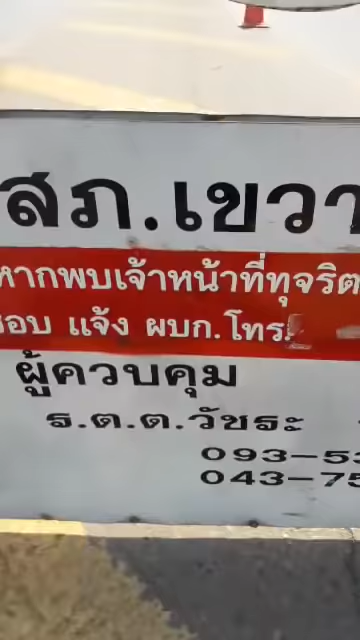 สภ.เขวา
หากพบเจ้าหน้าที่ทุจริต
ชอบ แจ้ง ผบก.โทร.
ผู้ควบคุม
ร.ต.ต.วัชระ
093-53
043-75